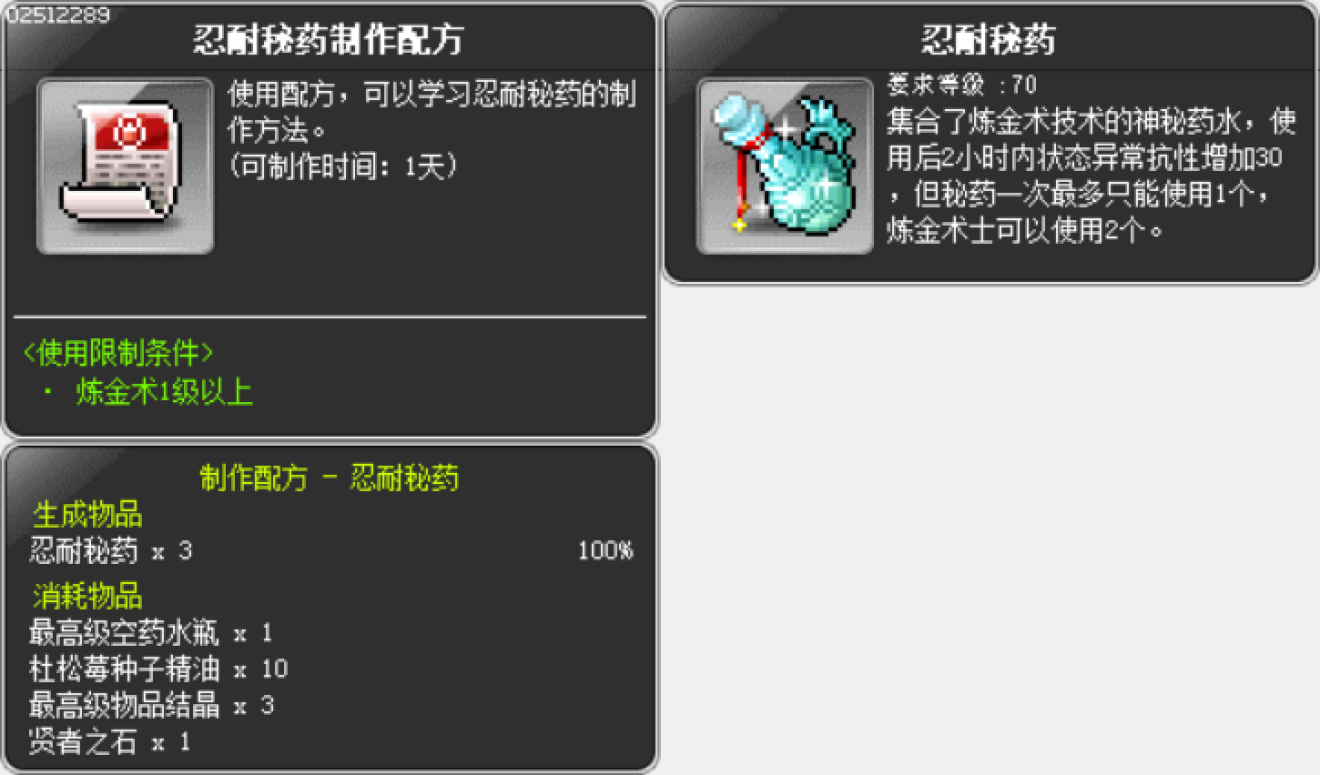 02512289
忍耐秘药制作配方
使用配方，可以学习忍耐秘药的制
作方法。
(可制作时间：1天)
<使用限制条件>
· 炼金术1级以上
制作配方 - 忍耐秘药
生成物品
忍耐秘药 x 3 100%
消耗物品
最高级空药水瓶 x 1
杜松莓种子精油 x 10
最高级物品结晶 x 3
贤者之石 x 1
忍耐秘药
要求等级 :70
集合了炼金术技术的神秘药水，使
用后2小时内状态异常抗性增加30
，但秘药一次最多只能使用1个，
炼金术士可以使用2个。